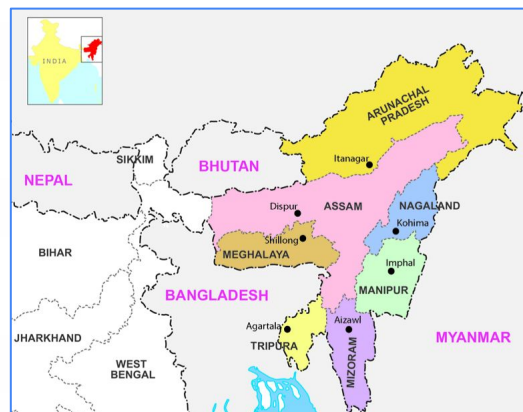 INDIA
ARUNACHAL
PRADESH
SIKKIM
BHUTAN
Itanagar
NEPAL
Dispur
ASSAM
NAGALAND
Shillong
Kohima
BIHAR
MEGHALAYA
Imphal
MANIPUR
BANGLADESH
Agartala
Aizawl
JHARKHAND
TRIPURA
MYANMAR
WEST
BENGAL
MIZORAM